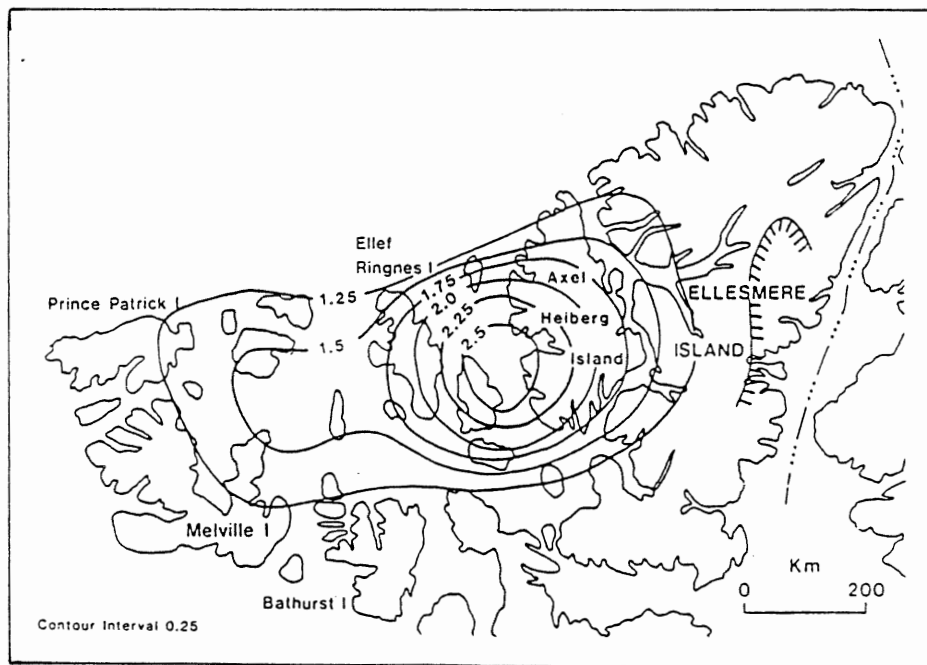 Ellef
Ringnes I
Prince Patrick I
1.25
1.75
2.0
2.25
2.5
1.5
Axel
Heiberg
Island
ELLESMERE
ISLAND
Melville I
Bathurst I
Km
0 200
Contour Interval 0.25